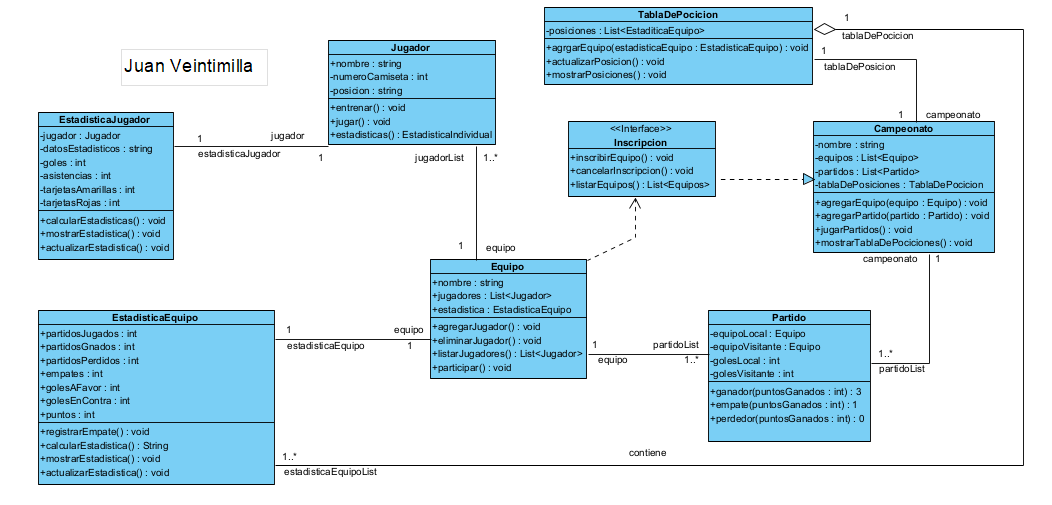 Juan Veintimilla
TablaDePocicion
-posiciones : List<EstaditicaEquipo>
+agrgarEquipo(estadisticaEquipo : EstadisticaEquipo) : void
+actualizarPosicion() : void
+mostrarPosiciones() : void
1
tablaDePocicion
1
tablaDePosicion
Jugador
+nombre : string
-numeroCamiseta : int
-posicion : string
+entrenar() : void
+jugar() : void
+estadisticas() : EstadisticaIndividual
EstadisticaJugador
-jugador : Jugador
-datosEstadisticos : string
-goles : int
-asistencias : int
-tarjetasAmarillas : int
-tarjetasRojas : int
+calcularEstadisticas() : void
+mostrarEstadistica() : void
+actualizarEstadistica() : void
1
jugador
estadisticaJugador
1
jugadorList
1..*
<<Interface>>
Inscripcion
+inscribirEquipo() : void
+cancelarInscripcion() : void
+listarEquipos() : List<Equipos>
1
campeonato
Campeonato
-nombre : string
-equipos : List<Equipo>
-partidos : List<Partido>
-tablaDePosiciones : TablaDePocicion
+agregarEquipo(equipo : Equipo) : void
+agregarPartido(partido : Partido) : void
+jugarPartidos() : void
+mostrarTablaDePociciones() : void
campeonato
1
1
equipo
Equipo
+nombre : string
+jugadores : List<Jugador>
+estadistica : EstadisticaEquipo
+agregarJugador() : void
+eliminarJugador() : void
+listarJugadores() : List<Jugador>
+participar() : void
EstadisticaEquipo
+partidosJugados : int
+partidosGnados : int
+partidosPerdidos : int
+empates : int
+golesAFavor : int
+golesEnContra : int
+puntos : int
+registrarEmpate() : void
+calcularEstadistica() : String
+mostrarEstadistica() : void
+actualizarEstadistica() : void
1
equipo
estadisticaEquipo
1
1
partidoList
equipo
1..*
Partido
-equipoLocal : Equipo
-equipoVisitante : Equipo
-golesLocal : int
-golesVisitante : int
+ganador(puntosGanados : int) : 3
+empate(puntosGanados : int) : 1
+perdedor(puntosGanados : int) : 0
1..*
partidoList
contiene
1..*
estadisticaEquipoList